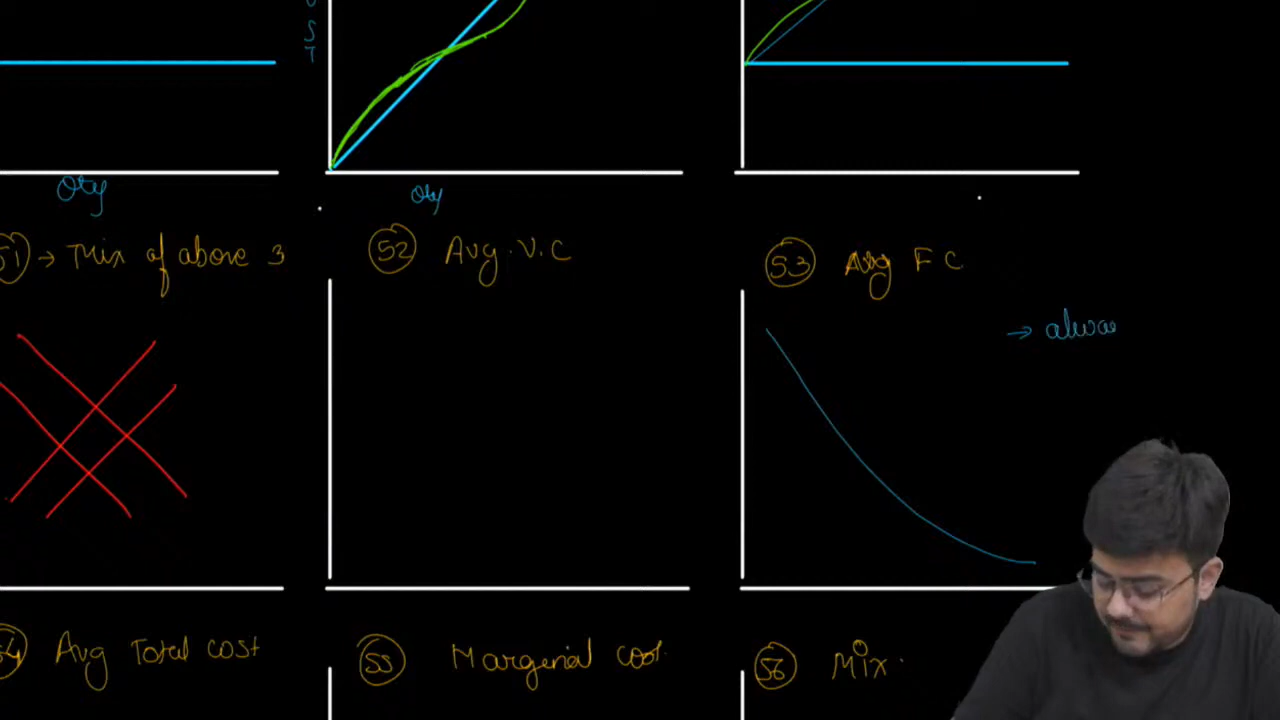 S
T
Qty
Qty
51 → Mix of above 3
52 Avg. V.C
53 Avg F C
→ alwa
54 Avg Total cost
55 Marginal cost
56 Mix.